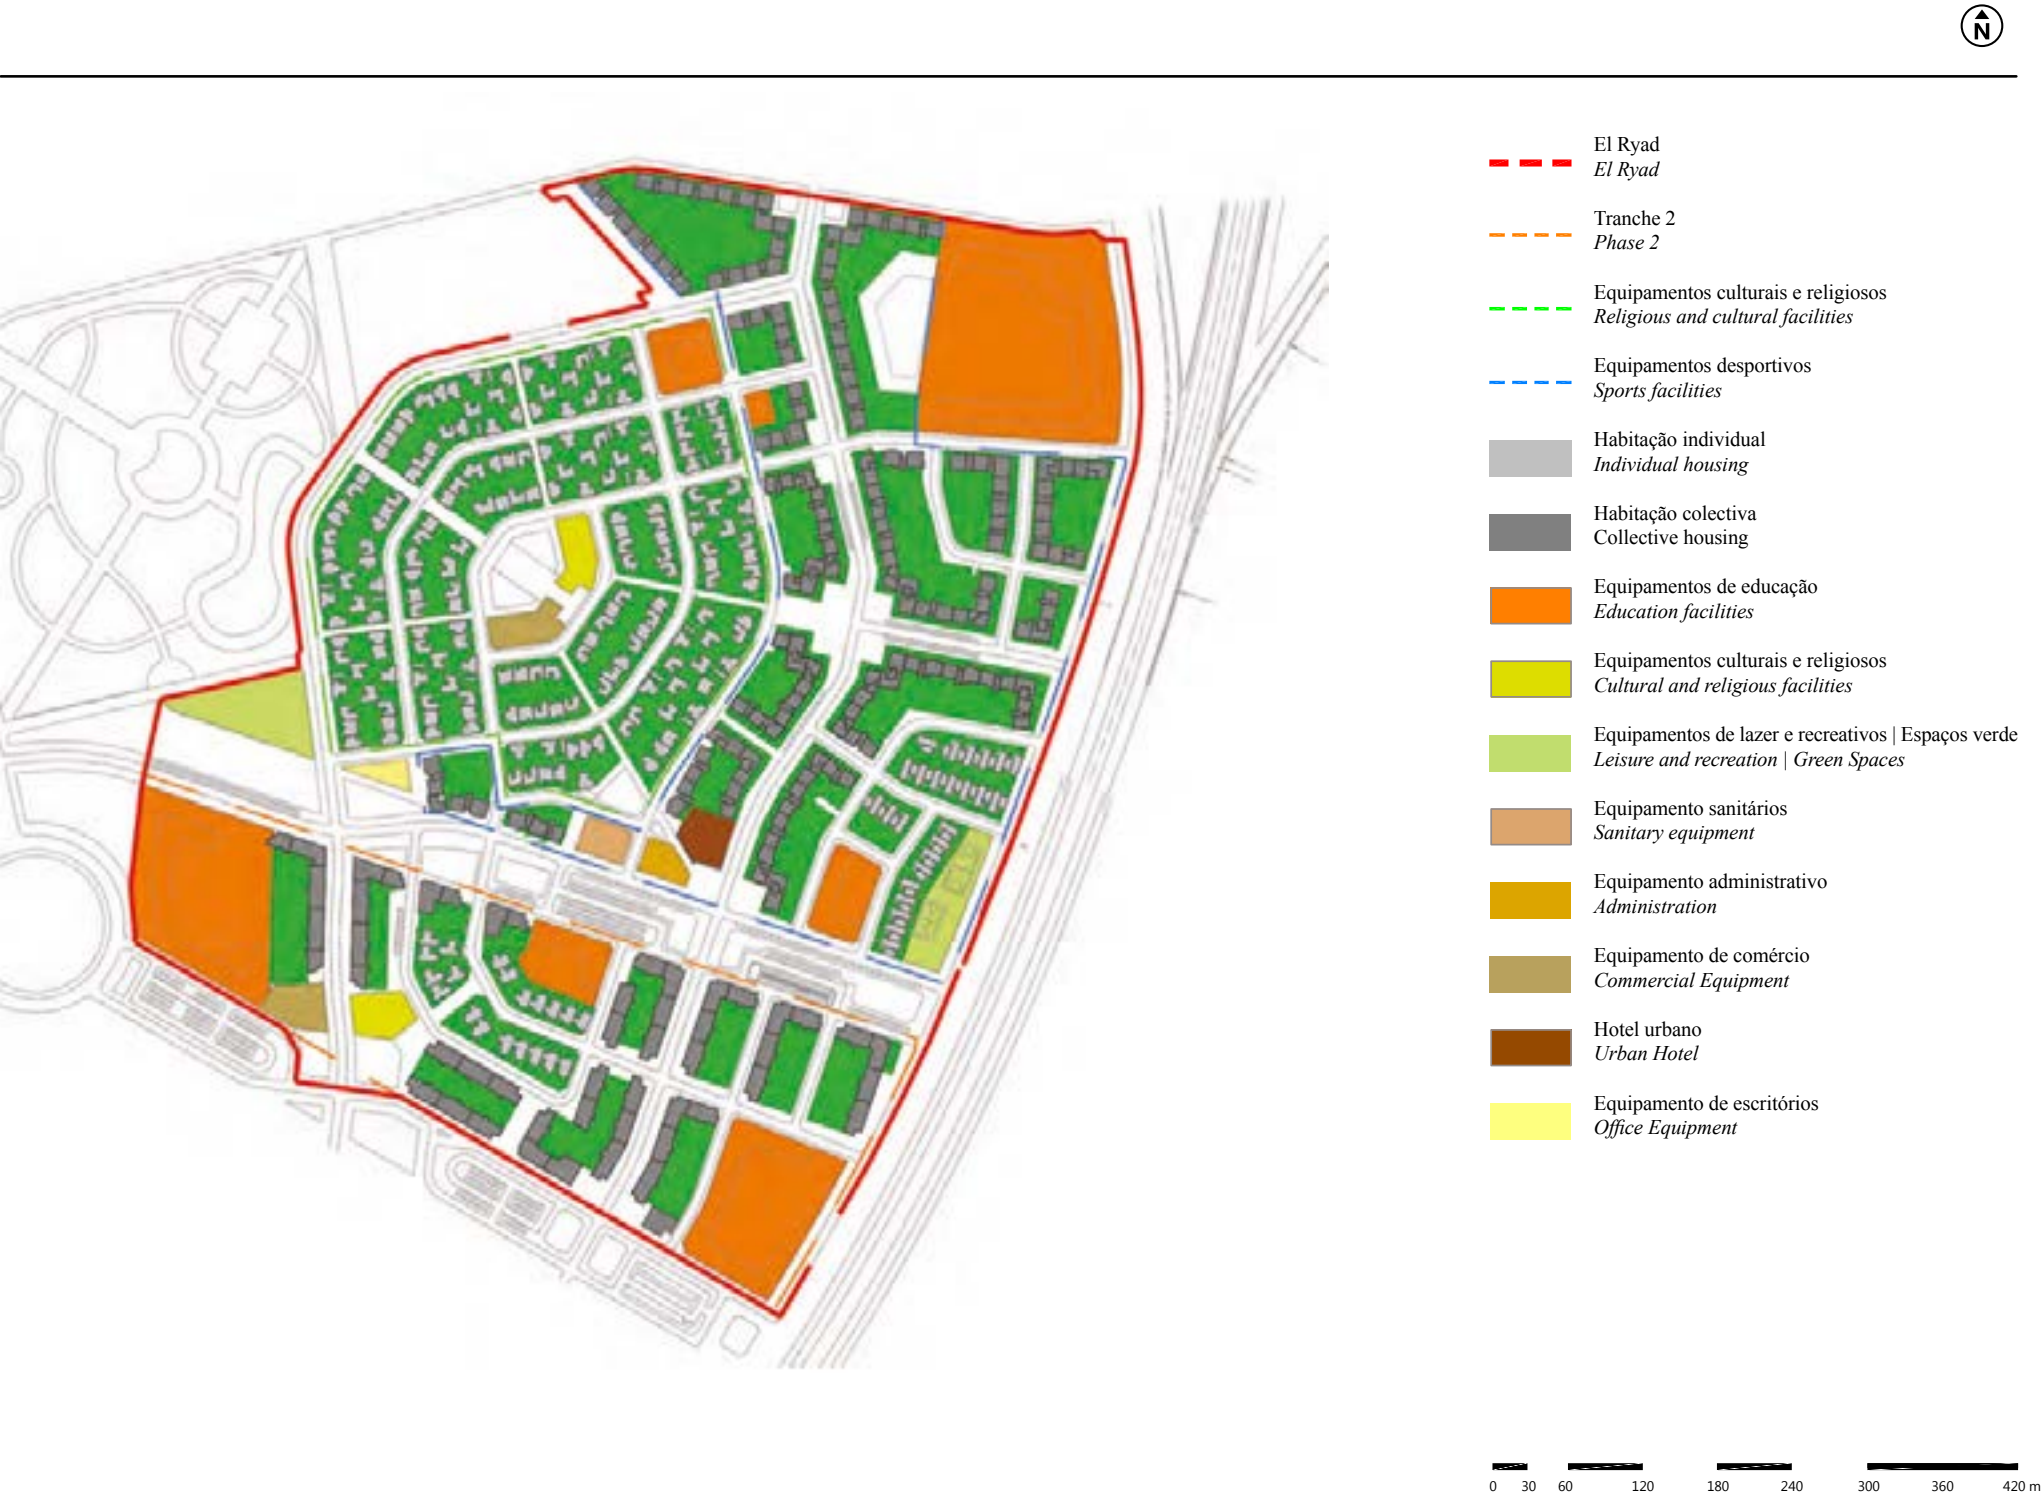 N
El Ryad
El Ryad
Tranche 2
Phase 2
Equipamentos culturais e religiosos
Religious and cultural facilities
Equipamentos desportivos
Sports facilities
Habitação individual
Individual housing
Habitação colectiva
Collective housing
Equipamentos de educação
Education facilities
Equipamentos culturais e religiosos
Cultural and religious facilities
Equipamentos de lazer e recreativos | Espaços verde
Leisure and recreation | Green Spaces
Equipamento sanitários
Sanitary equipment
Equipamento administrativo
Administration
Equipamento de comércio
Commercial Equipment
Hotel urbano
Urban Hotel
Equipamento de escritórios
Office Equipment
0 30 60 120 180 240 300 360 420 m